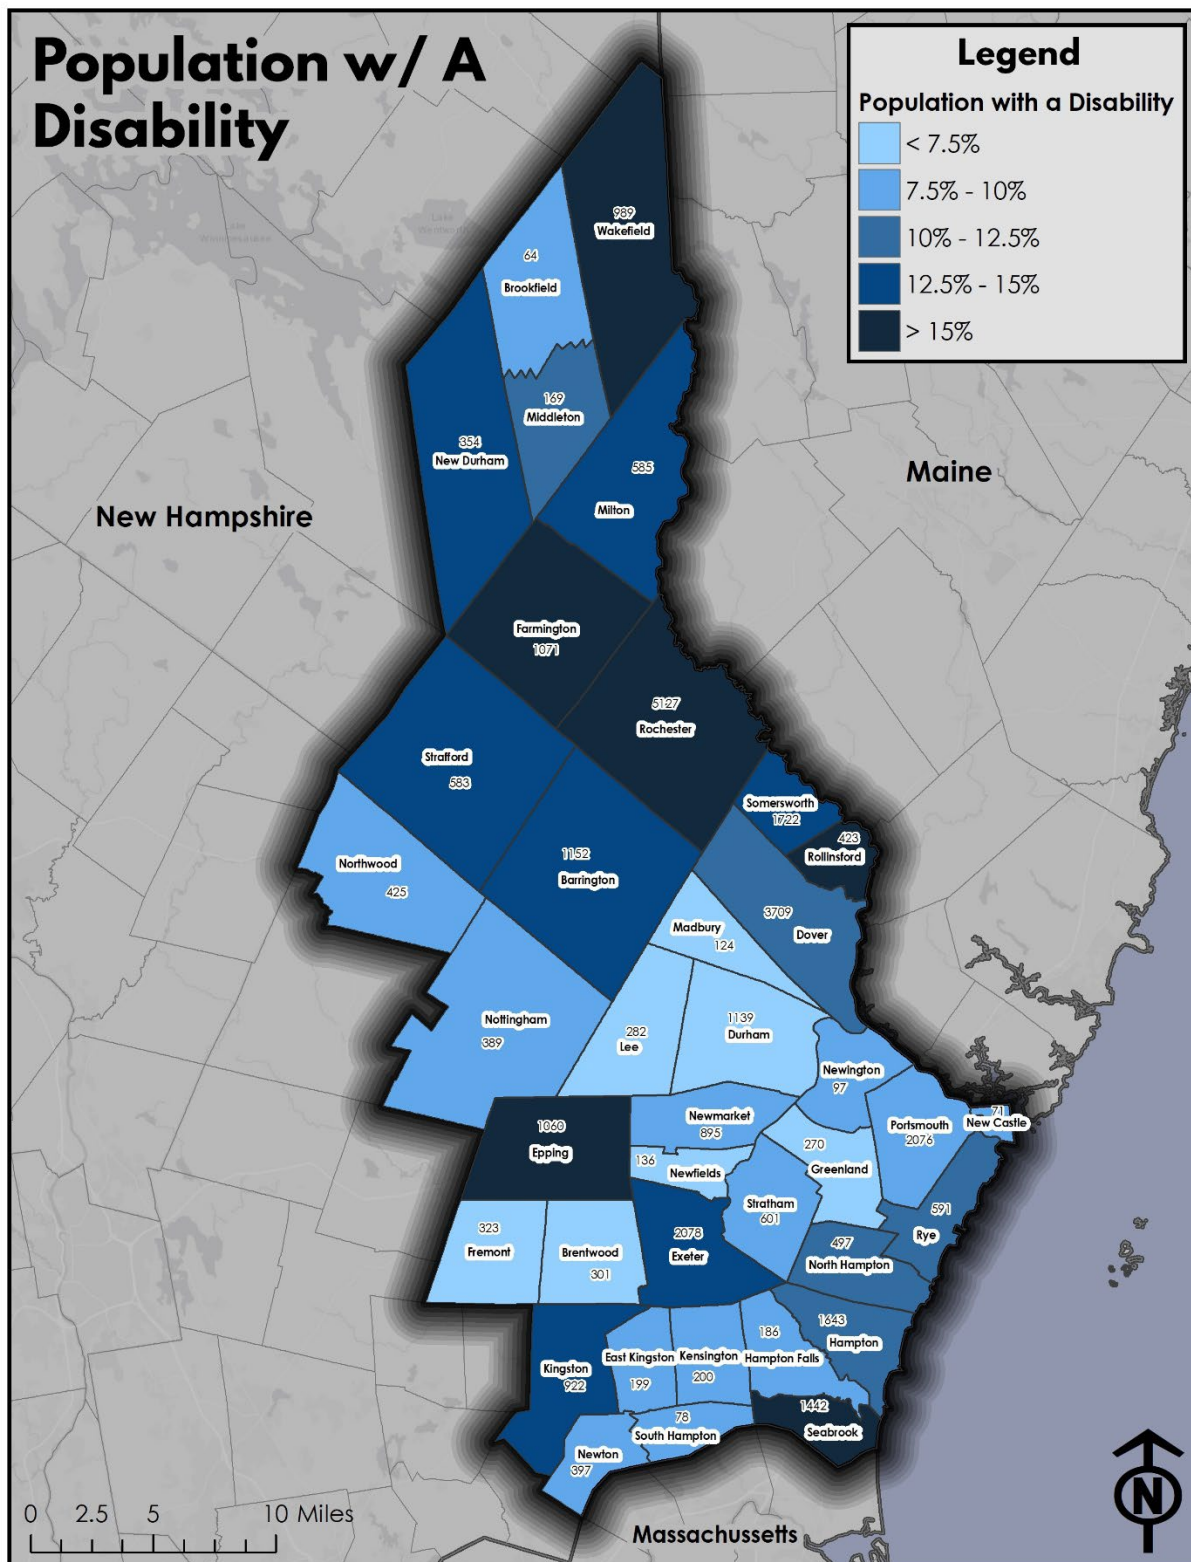 Population w/ A
Disability
Legend
Population with a Disability
< 7.5%
7.5% - 10%
10% - 12.5%
12.5% - 15%
> 15%
989
Wakefield
64
Brookfield
169
Middleton
354
New Durham
585
Milton
Maine
New Hampshire
Farmington
1071
5127
Rochester
Strafford
583
Somersworth
1722
423
Rollinsford
1152
Barrington
Northwood
425
3709
Dover
Madbury
124
Nottingham
389
282
Lee
1139
Durham
Newington
97
71
New Castle
Portsmouth
2076
Newmarket
895
1060
Epping
136
Newfields
270
Greenland
Stratham
601
591
Rye
323
Fremont
Brentwood
301
2078
Exeter
497
North Hampton
1643
Hampton
186
Hampton Falls
Kingston
922
East Kingston
199
Kensington
200
1442
Seabrook
78
South Hampton
Newton
397
0 2.5 5 10 Miles
Massachussetts
N